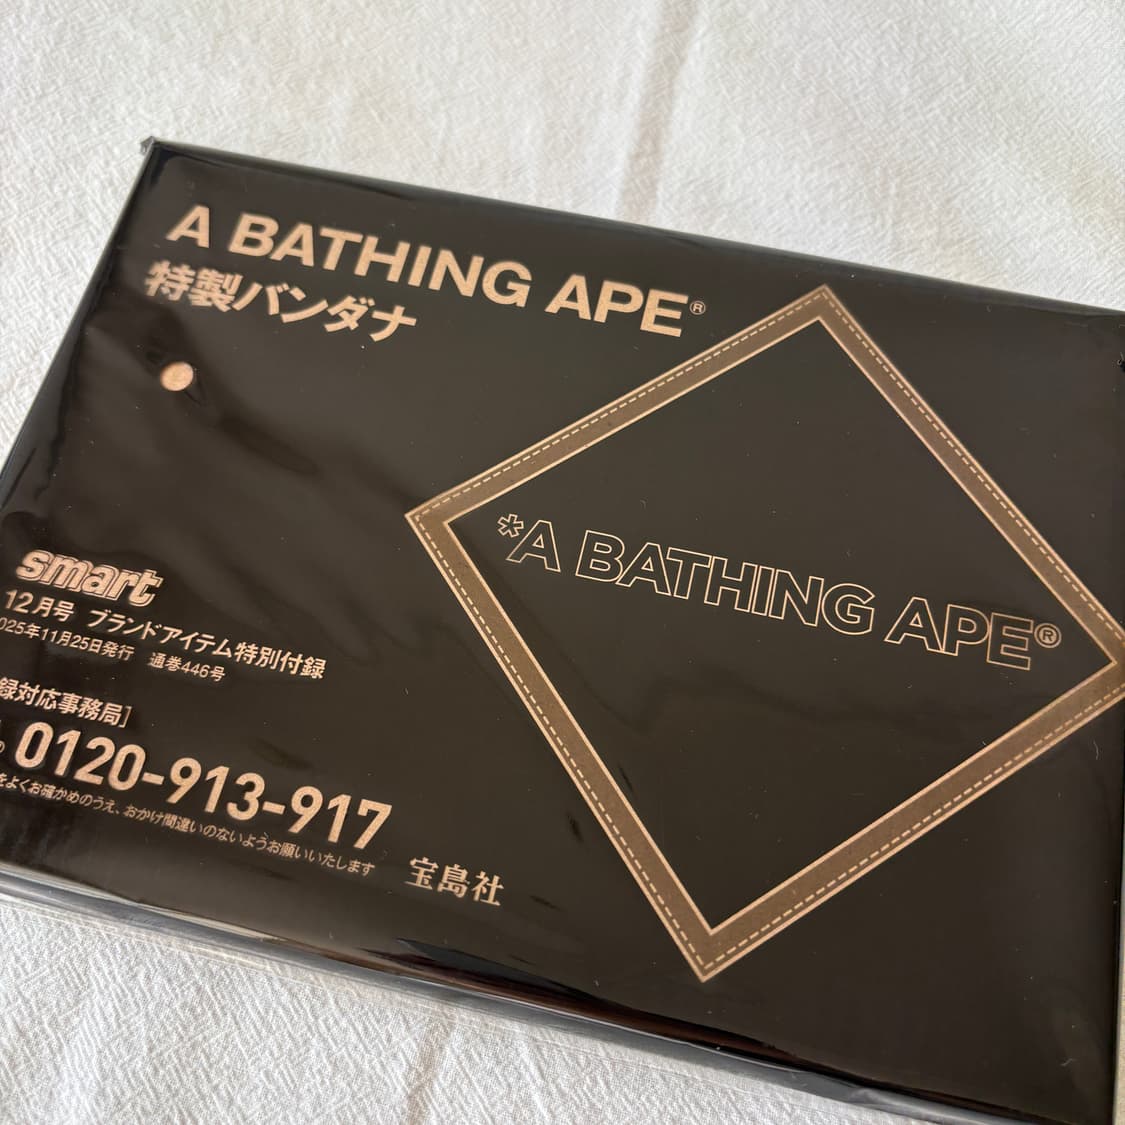 A BATHING APE®
特製バンダナ
*A BATHING APE®
smart
12月号 ブランドアイテム特別付録
025年11月25日発行 通巻446号
録対応事務局]
0120-913-917
をよくお確かめのうえ、おかけ間違いのないようお願いいたします
宝島社